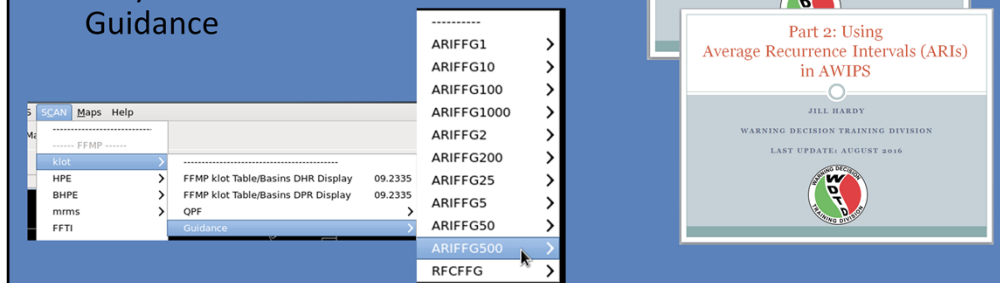 Guidance
SCAN Maps Help
------ FFMP ------
klot
HPE
BHPE
mrms
FFTI
FFMP klot Table/Basins DHR Display 09.2335
FFMP klot Table/Basins DPR Display 09.2335
QPF
Guidance
----------
ARIFFG1
ARIFFG10
ARIFFG100
ARIFFG1000
ARIFFG2
ARIFFG200
ARIFFG25
ARIFFG5
ARIFFG50
ARIFFG500
RFCFFG
Part 2: Using
Average Recurrence Intervals (ARIs)
in AWIPS
JILL HARDY
WARNING DECISION TRAINING DIVISION
LAST UPDATE: AUGUST 2016
WARNING DECISION
WDTD
TRAINING DIVISION